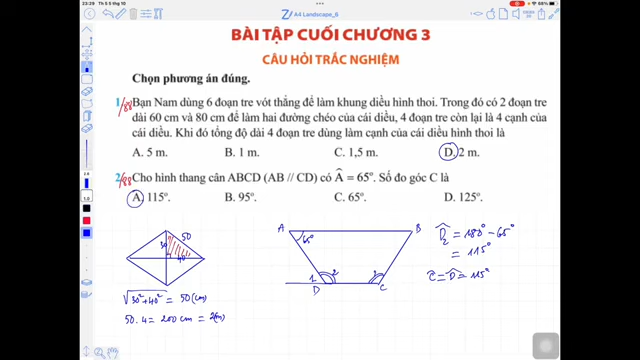 23:29 Th 5 5 thg 10
88%
A4 Landscape_6
BÀI TẬP CUỐI CHƯƠNG 3
CÂU HỎI TRẮC NGHIỆM
Chọn phương án đúng:
1/88 Bạn Nam dùng 6 đoạn tre vót thẳng để làm khung diều hình thoi. Trong đó có 2 đoạn tre
dài 60 cm và 80 cm để làm hai đường chéo của cái diều, 4 đoạn tre còn lại là 4 cạnh của
cái diều. Khi đó tổng độ dài 4 đoạn tre dùng làm cạnh của cái diều hình thoi là
A. 5 m. B. 1 m. C. 1,5 m. D. 2 m.
2/88 Cho hình thang cân ABCD (AB // CD) có Â = 65°. Số đo góc C là
A. 115°. B. 95°. C. 65°. D. 125°.
30 50
40
√30² + 40² = 50 (cm)
50 . 4 = 200 cm = 2(m)
A B
65°
1 2
D C
D̂₂ = 180° - 65°
= 115°
Ĉ = D̂ = 115°